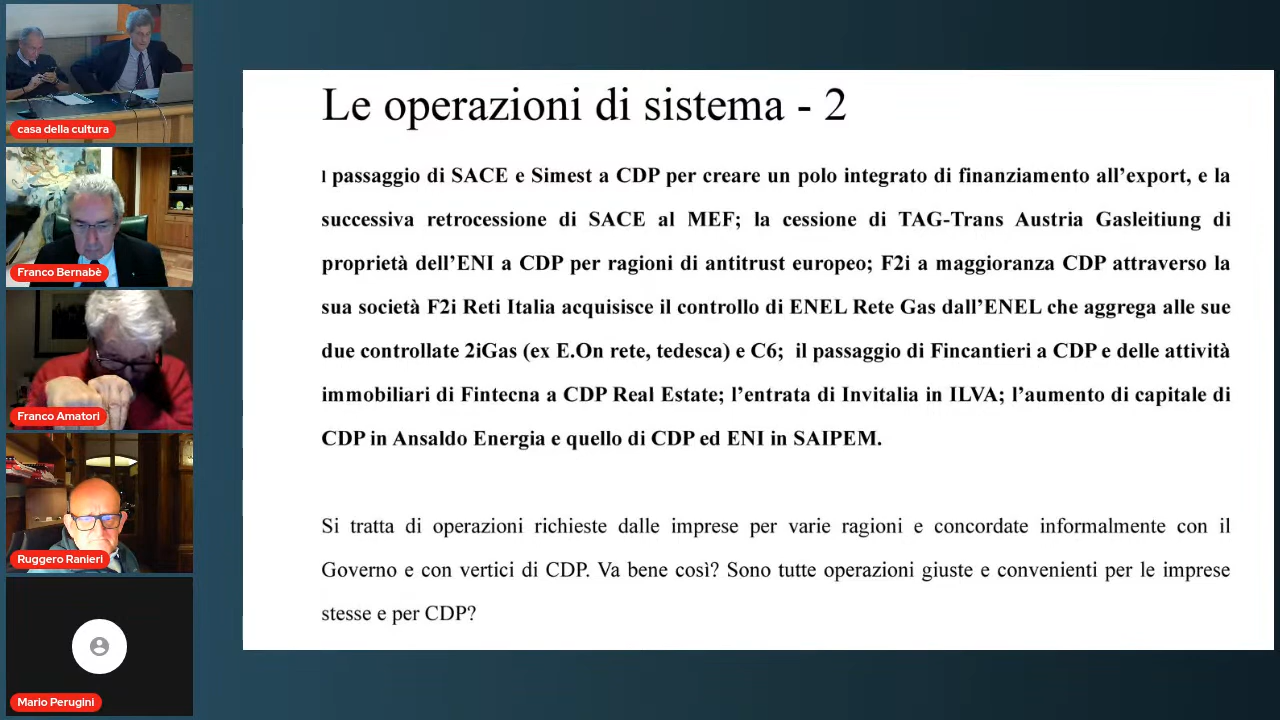 casa della cultura
Franco Bernabè
Franco Amatori
Ruggero Ranieri
Mario Perugini
Le operazioni di sistema - 2
l passaggio di SACE e Simest a CDP per creare un polo integrato di finanziamento all’export, e la
successiva retrocessione di SACE al MEF; la cessione di TAG-Trans Austria Gasleitiung di
proprietà dell’ENI a CDP per ragioni di antitrust europeo; F2i a maggioranza CDP attraverso la
sua società F2i Reti Italia acquisisce il controllo di ENEL Rete Gas dall’ENEL che aggrega alle sue
due controllate 2iGas (ex E.On rete, tedesca) e C6; il passaggio di Fincantieri a CDP e delle attività
immobiliari di Fintecna a CDP Real Estate; l’entrata di Invitalia in ILVA; l’aumento di capitale di
CDP in Ansaldo Energia e quello di CDP ed ENI in SAIPEM.
Si tratta di operazioni richieste dalle imprese per varie ragioni e concordate informalmente con il
Governo e con vertici di CDP. Va bene così? Sono tutte operazioni giuste e convenienti per le imprese
stesse e per CDP?